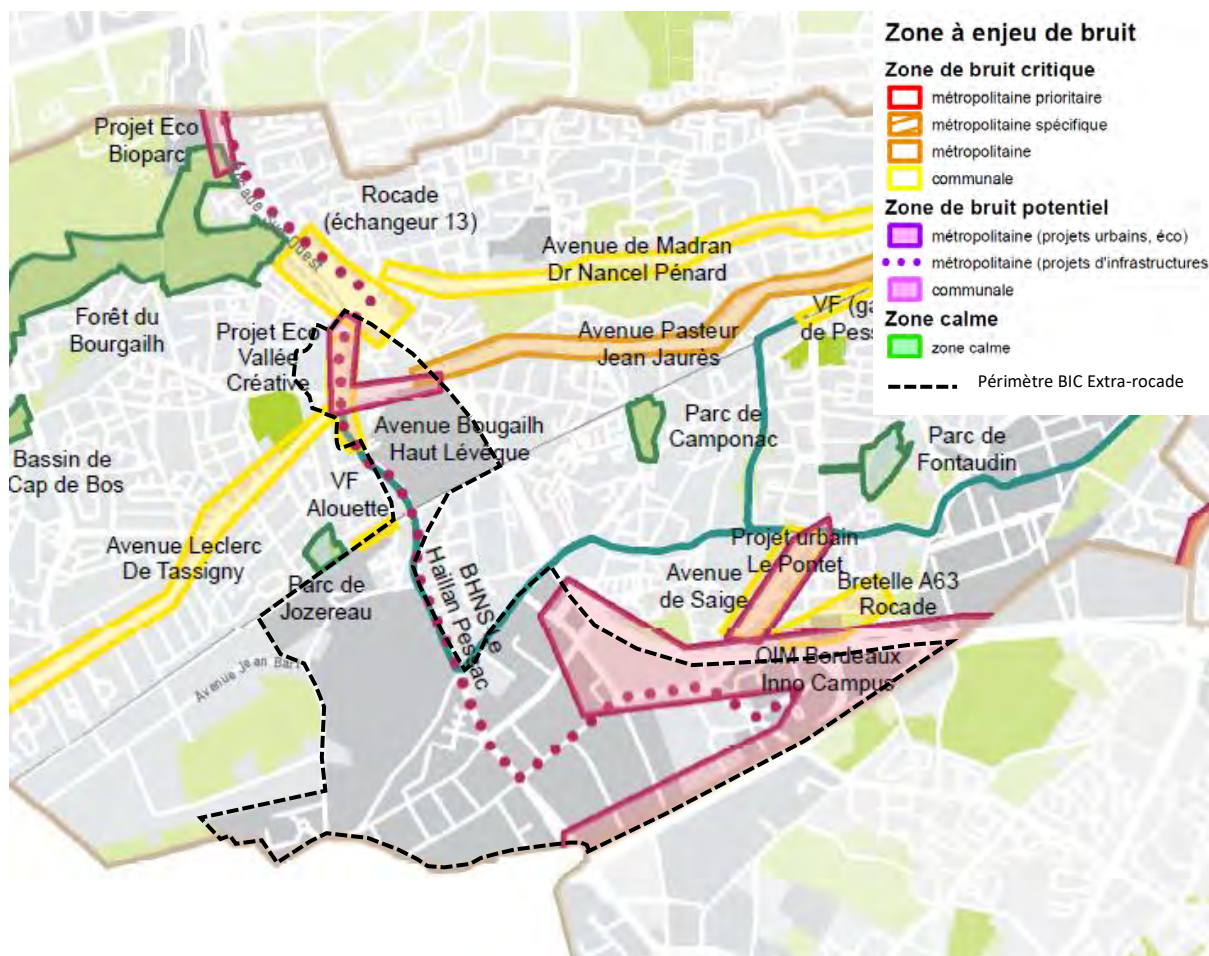 Zone à enjeu de bruit
Zone de bruit critique
métropolitaine prioritaire
métropolitaine spécifique
métropolitaine
communale
Zone de bruit potentiel
métropolitaine (projets urbains, éco)
métropolitaine (projets d'infrastructures
communale
Zone calme
zone calme
Périmètre BIC Extra-rocade
Projet Eco
Bioparc
Rocade
(échangeur 13)
Avenue de Madran
Dr Nancel Pénard
Forêt du
Bourgailh
Projet Eco
Vallée
Créative
Avenue Pasteur
Jean Jaurès
VF (ga
de Pess
Avenue Bougailh
Haut Lévêque
Parc de
Camponac
Parc de
Fontaudin
Bassin de
Cap de Bos
VF
Alouette
Avenue Leclerc
De Tassigny
Parc de
Jozereau
BHNS Le
Haillan Pessac
Projet urbain
Le Pontet
Avenue
de Saige
Bretelle A63
Rocade
OIM Bordeaux
Inno Campus
Avenue Jean Bart